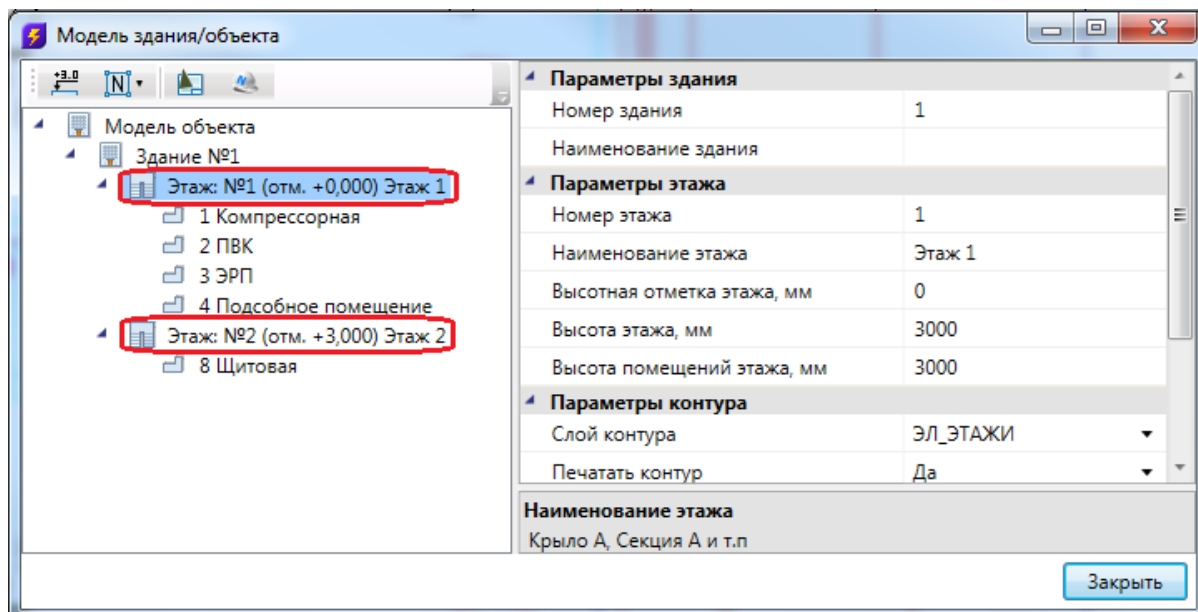 Модель здания/объекта
+3.0
N
Модель объекта
Здание №1
Этаж: №1 (отм. +0,000) Этаж 1
1 Компрессорная
2 ПВК
3 ЭРП
4 Подсобное помещение
Этаж: №2 (отм. +3,000) Этаж 2
8 Щитовая
Параметры здания
Номер здания 1
Наименование здания
Параметры этажа
Номер этажа 1
Наименование этажа Этаж 1
Высотная отметка этажа, мм 0
Высота этажа, мм 3000
Высота помещений этажа, мм 3000
Параметры контура
Слой контура ЭЛ_ЭТАЖИ
Печатать контур Да
Наименование этажа
Крыло А, Секция А и т.п
Закрыть